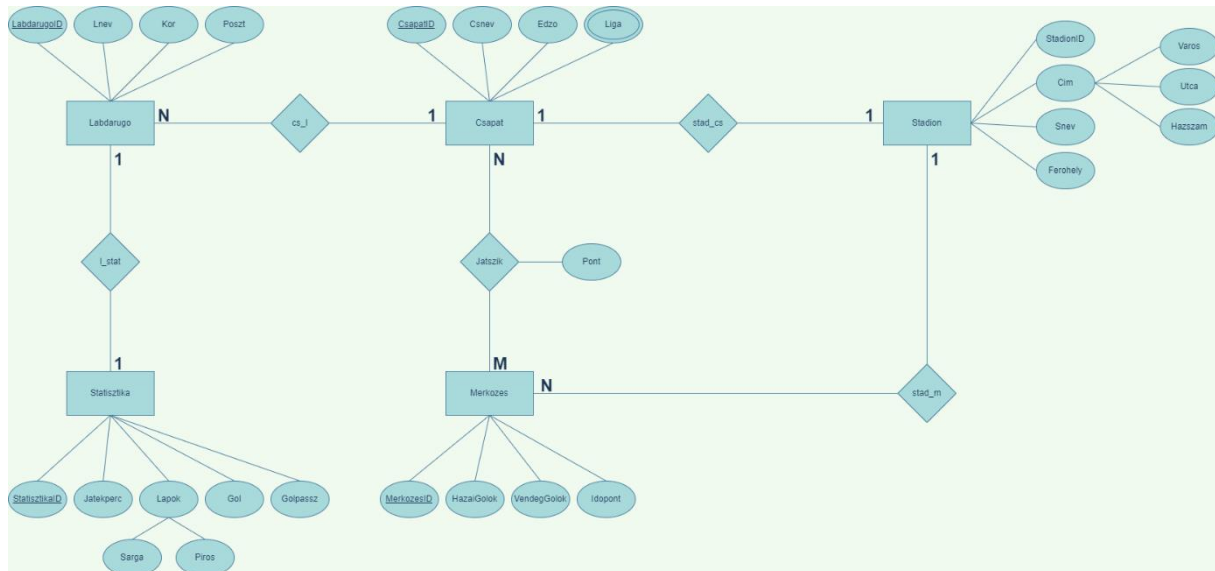 LabdarugoID
Lnev
Kor
Poszt
CsapatID
Csnev
Edzo
Liga
StadionID
Varos
Cim
Utca
Labdarugo
N
cs_l
1
Csapat
1
stad_cs
1
Stadion
Snev
Hazszam
1
N
1
Ferohely
l_stat
Jatszik
Pont
1
M
Statisztika
Merkozes
N
stad_m
StatisztikaID
Jatekperc
Lapok
Gol
Golpassz
MerkozesID
HazaiGolok
VendegGolok
Idopont
Sarga
Piros